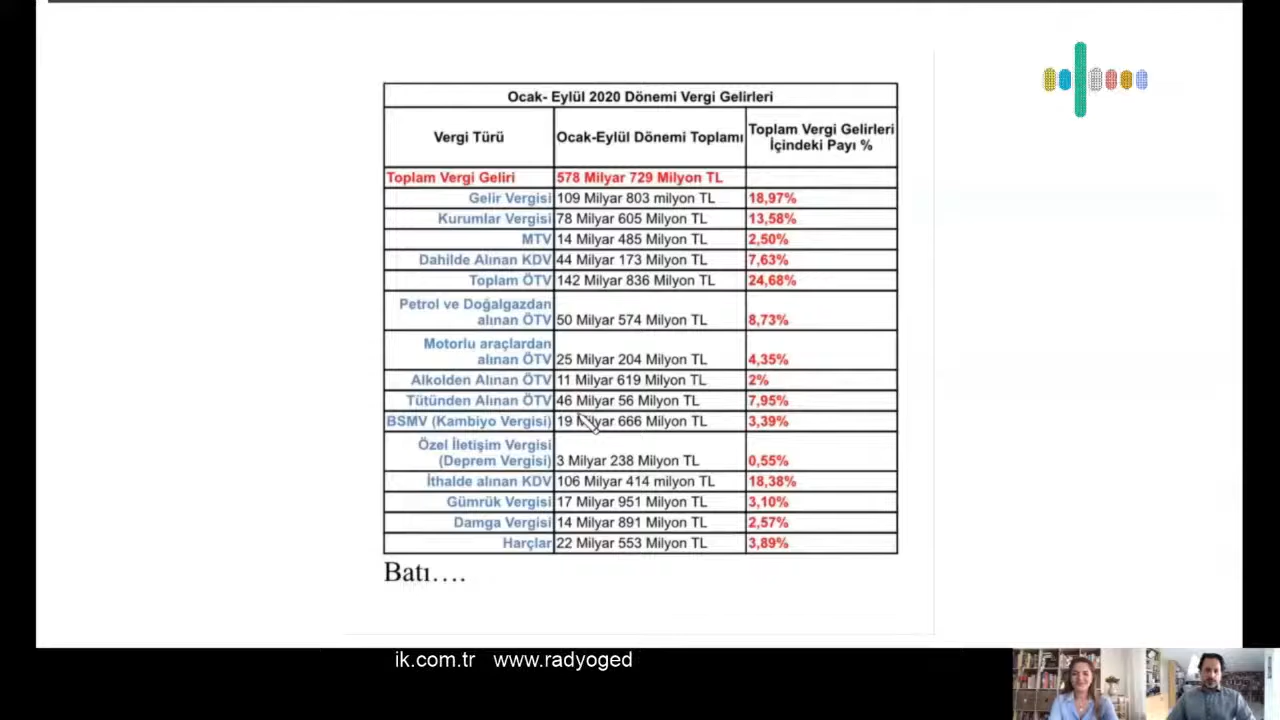 Ocak- Eylül 2020 Dönemi Vergi Gelirleri
Vergi Türü Ocak-Eylül Dönemi Toplamı Toplam Vergi Gelirleri İçindeki Payı %
Toplam Vergi Geliri 578 Milyar 729 Milyon TL
Gelir Vergisi 109 Milyar 803 milyon TL 18,97%
Kurumlar Vergisi 78 Milyar 605 Milyon TL 13,58%
MTV 14 Milyar 485 Milyon TL 2,50%
Dahilde Alınan KDV 44 Milyar 173 Milyon TL 7,63%
Toplam ÖTV 142 Milyar 836 Milyon TL 24,68%
Petrol ve Doğalgazdan
alınan ÖTV 50 Milyar 574 Milyon TL 8,73%
Motorlu araçlardan
alınan ÖTV 25 Milyar 204 Milyon TL 4,35%
Alkolden Alınan ÖTV 11 Milyar 619 Milyon TL 2%
Tütünden Alınan ÖTV 46 Milyar 56 Milyon TL 7,95%
BSMV (Kambiyo Vergisi) 19 Milyar 666 Milyon TL 3,39%
Özel İletişim Vergisi
(Deprem Vergisi) 3 Milyar 238 Milyon TL 0,55%
İthalde alınan KDV 106 Milyar 414 milyon TL 18,38%
Gümrük Vergisi 17 Milyar 951 Milyon TL 3,10%
Damga Vergisi 14 Milyar 891 Milyon TL 2,57%
Harçlar 22 Milyar 553 Milyon TL 3,89%
Batı….
ik.com.tr www.radyoged